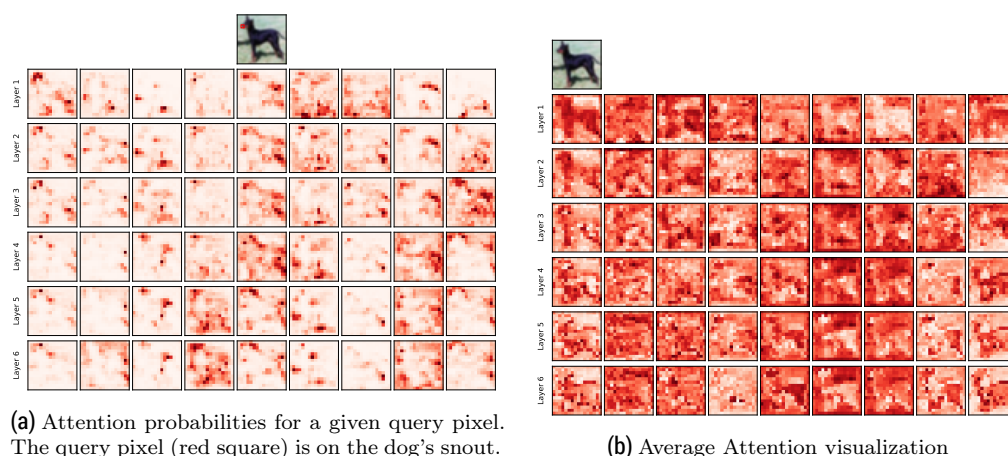 Layer 1
Layer 2
Layer 3
Layer 4
Layer 5
Layer 6
(a) Attention probabilities for a given query pixel.
The query pixel (red square) is on the dog's snout.
Layer 1
Layer 2
Layer 3
Layer 4
Layer 5
Layer 6
(b) Average Attention visualization